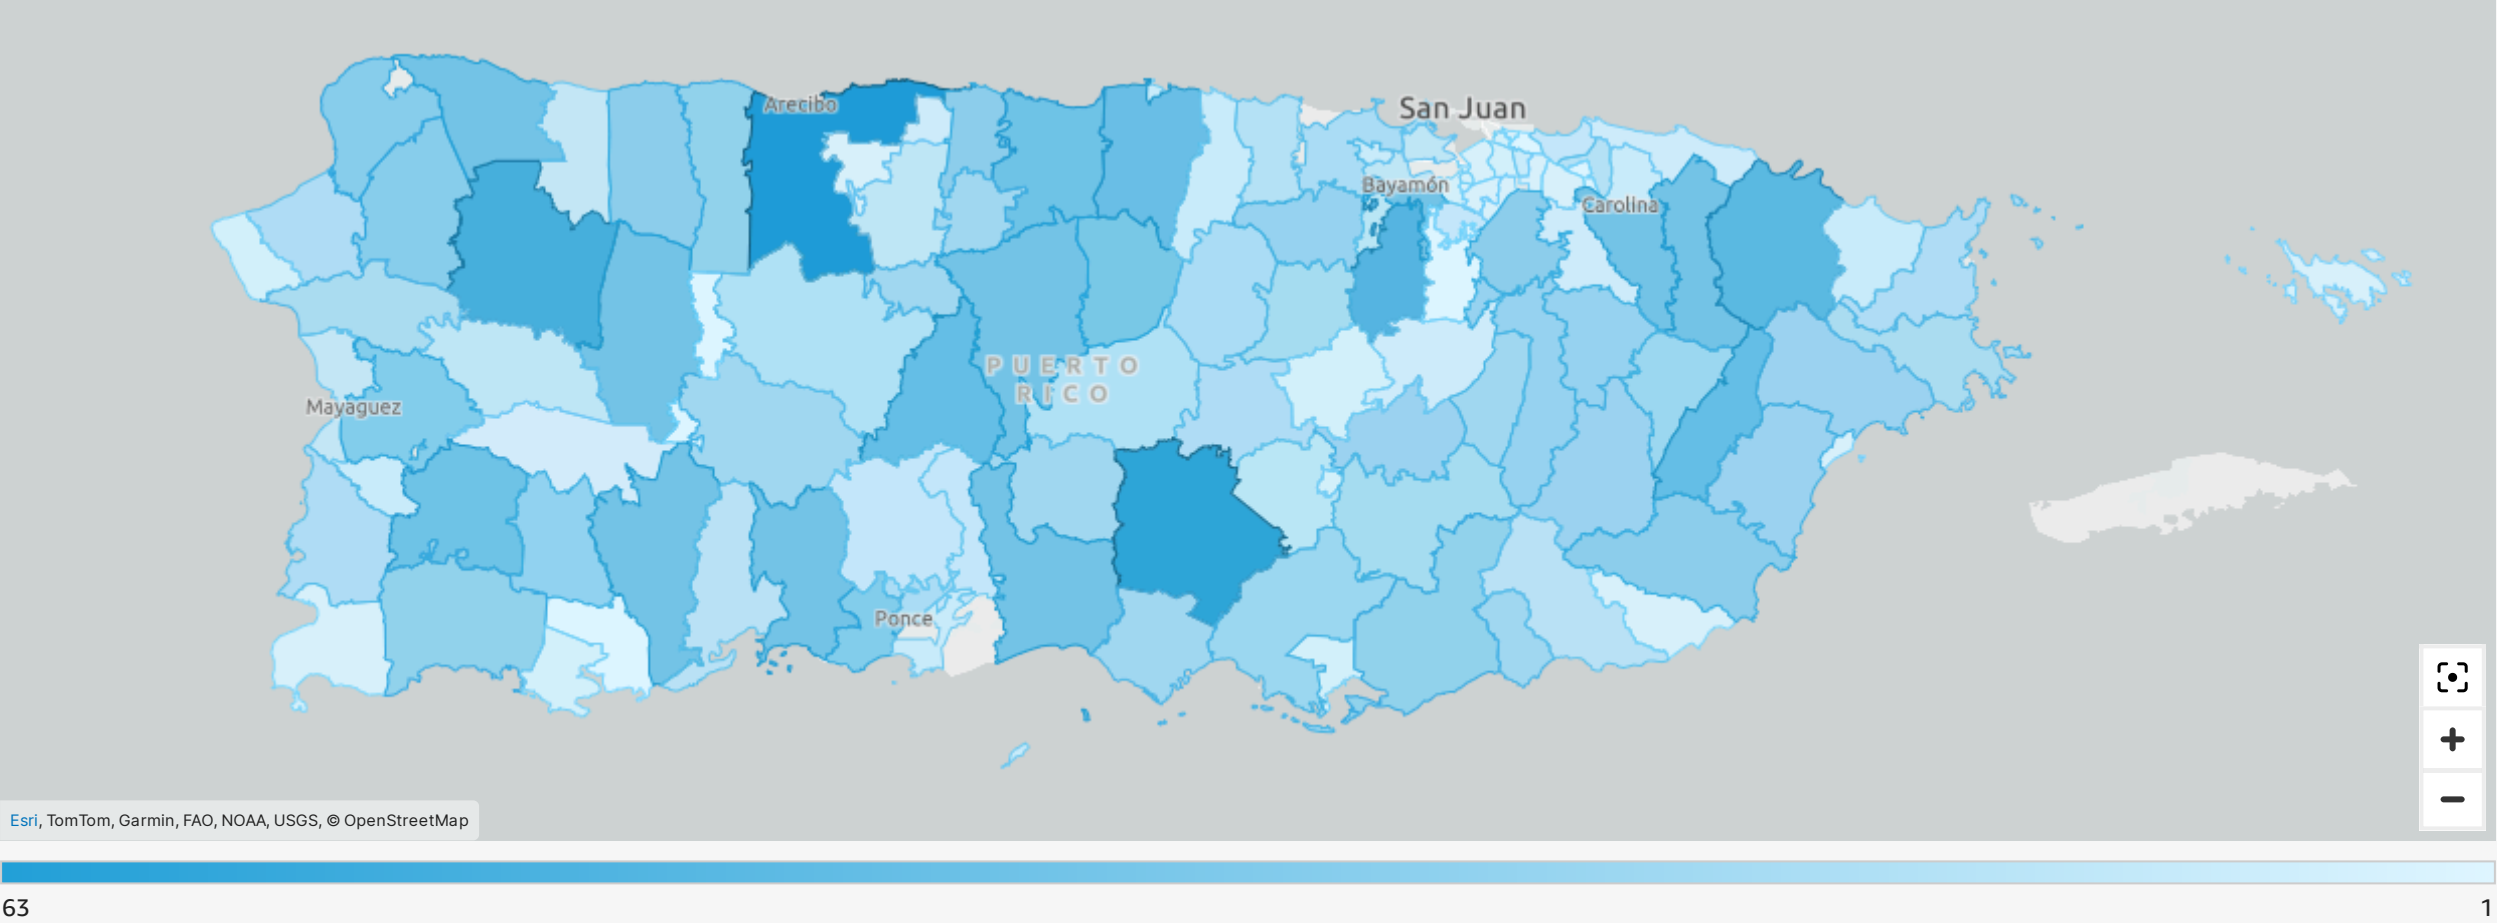 San Juan
Arecibo
Bayamón
Carolina
PUERTO
RICO
Mayaguez
Ponce
Esri, TomTom, Garmin, FAO, NOAA, USGS, © OpenStreetMap
63
1